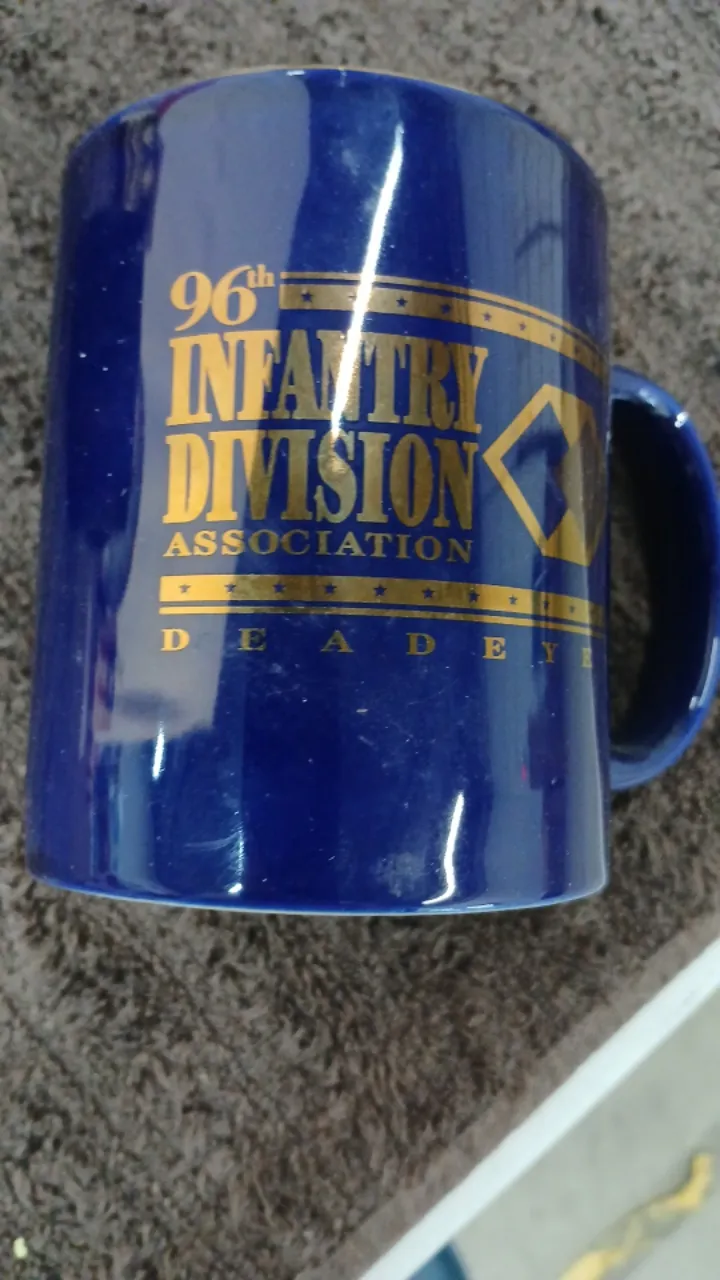 96th
INFANTRY
DIVISION
ASSOCIATION
DEADEYE